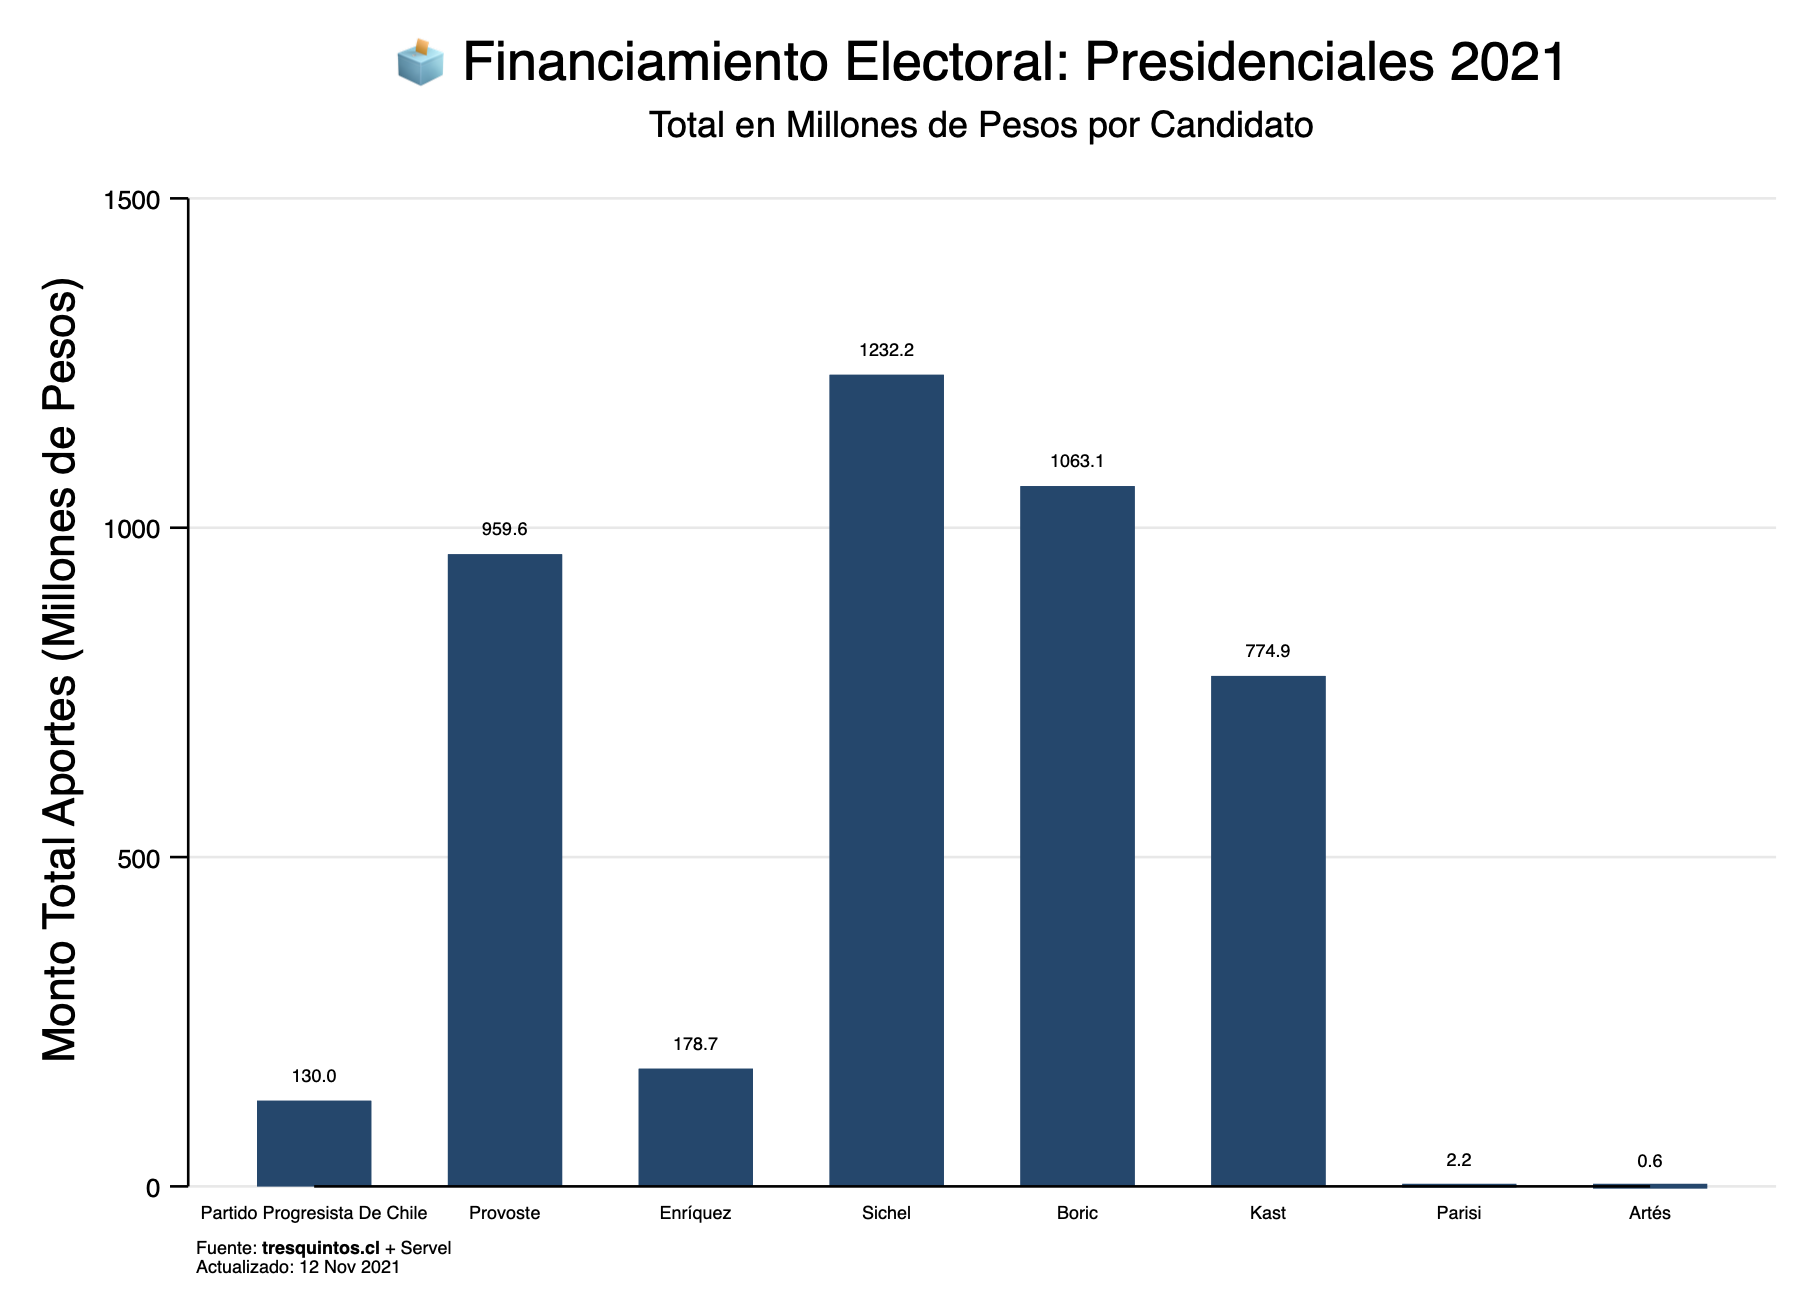 Financiamiento Electoral: Presidenciales 2021
Total en Millones de Pesos por Candidato
Monto Total Aportes (Millones de Pesos)
1500
1000
500
0
130.0
959.6
178.7
1232.2
1063.1
774.9
2.2
0.6
Partido Progresista De Chile
Provoste
Enríquez
Sichel
Boric
Kast
Parisi
Artés
Fuente: tresquintos.cl + Servel
Actualizado: 12 Nov 2021